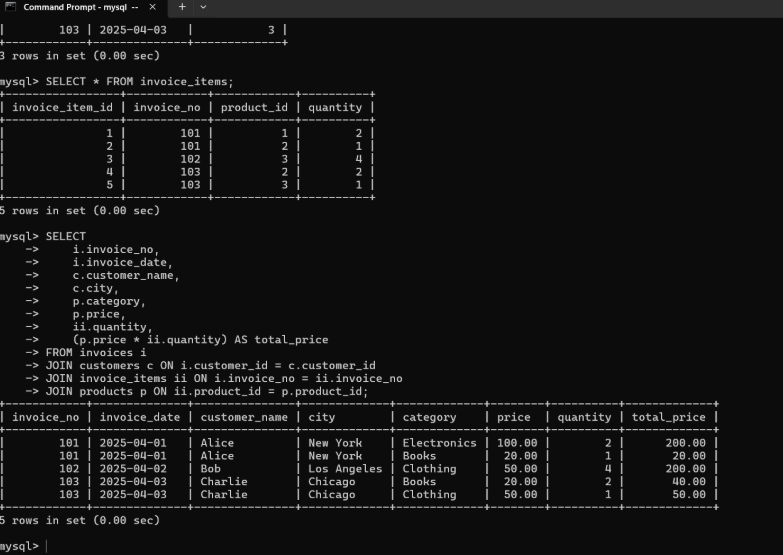 Command Prompt - mysql -- × + ⌄
| 103 | 2025-04-03 | 3 |
+------------+--------------+-------------+
3 rows in set (0.00 sec)
mysql> SELECT * FROM invoice_items;
+-----------------+------------+------------+----------+
| invoice_item_id | invoice_no | product_id | quantity |
+-----------------+------------+------------+----------+
| 1 | 101 | 1 | 2 |
| 2 | 101 | 2 | 1 |
| 3 | 102 | 3 | 4 |
| 4 | 103 | 2 | 2 |
| 5 | 103 | 3 | 1 |
+-----------------+------------+------------+----------+
5 rows in set (0.00 sec)
mysql> SELECT
-> i.invoice_no,
-> i.invoice_date,
-> c.customer_name,
-> c.city,
-> p.category,
-> p.price,
-> ii.quantity,
-> (p.price * ii.quantity) AS total_price
-> FROM invoices i
-> JOIN customers c ON i.customer_id = c.customer_id
-> JOIN invoice_items ii ON i.invoice_no = ii.invoice_no
-> JOIN products p ON ii.product_id = p.product_id;
+------------+--------------+---------------+-------------+-------------+--------+----------+-------------+
| invoice_no | invoice_date | customer_name | city | category | price | quantity | total_price |
+------------+--------------+---------------+-------------+-------------+--------+----------+-------------+
| 101 | 2025-04-01 | Alice | New York | Electronics | 100.00 | 2 | 200.00 |
| 101 | 2025-04-01 | Alice | New York | Books | 20.00 | 1 | 20.00 |
| 102 | 2025-04-02 | Bob | Los Angeles | Clothing | 50.00 | 4 | 200.00 |
| 103 | 2025-04-03 | Charlie | Chicago | Books | 20.00 | 2 | 40.00 |
| 103 | 2025-04-03 | Charlie | Chicago | Clothing | 50.00 | 1 | 50.00 |
+------------+--------------+---------------+-------------+-------------+--------+----------+-------------+
5 rows in set (0.00 sec)
mysql>